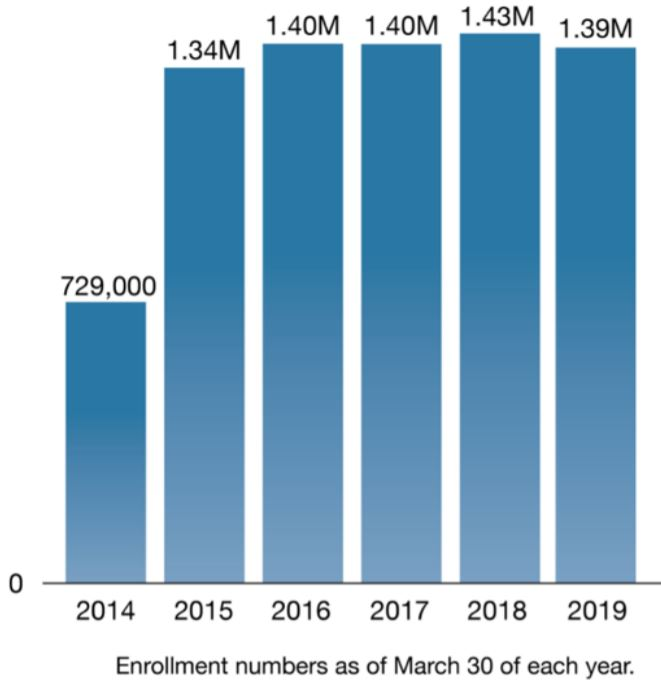 1.43M
1.40M 1.40M 1.39M
1.34M
729,000
0
2014 2015 2016 2017 2018 2019
Enrollment numbers as of March 30 of each year.